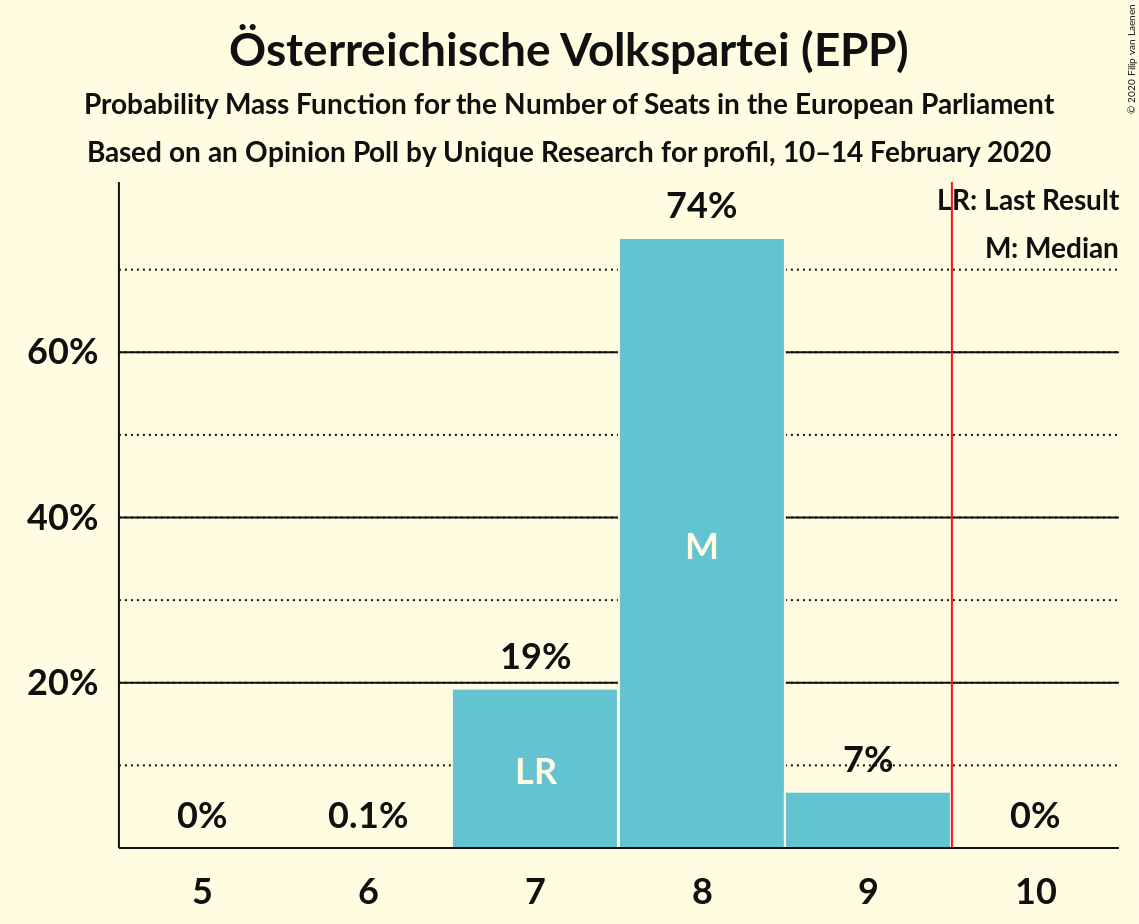 Österreichische Volkspartei (EPP)
Probability Mass Function for the Number of Seats in the European Parliament
Based on an Opinion Poll by Unique Research for profil, 10–14 February 2020
© 2020 Filip van Laenen
LR: Last Result
M: Median
74%
60%
40%
M
19%
20%
LR
7%
0%
0.1%
0%
5 6 7 8 9 10